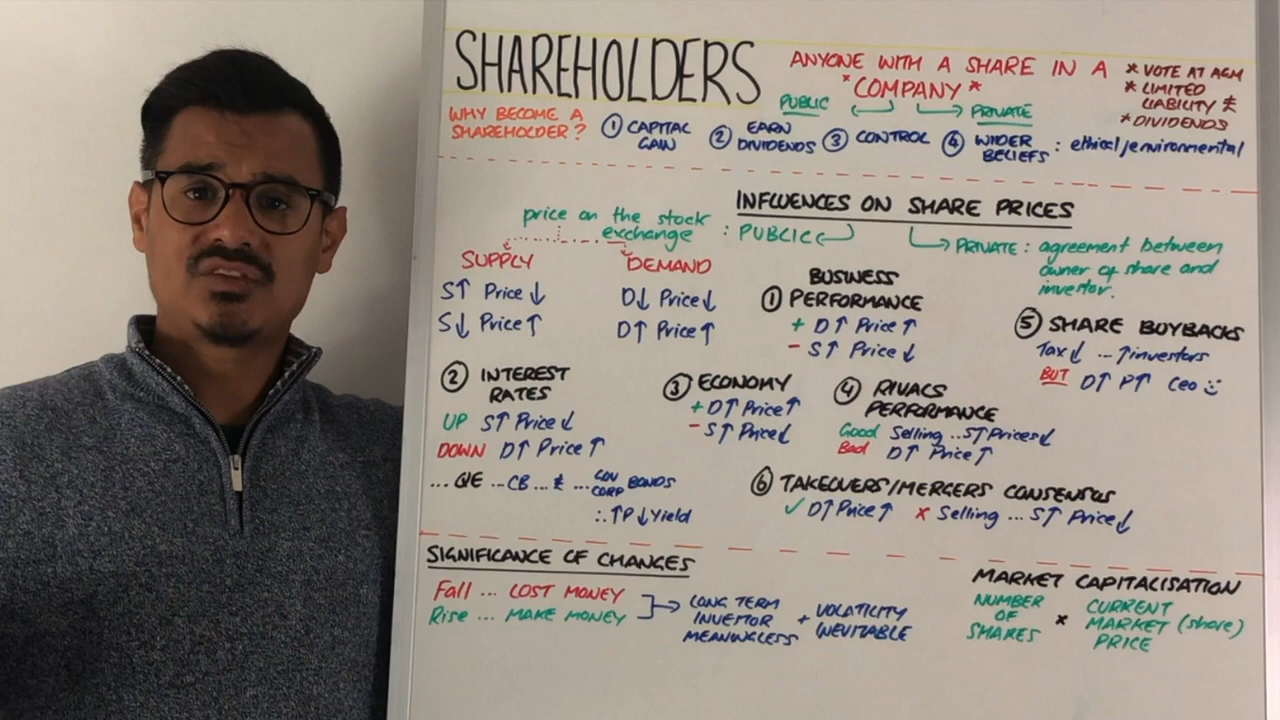 SHAREHOLDERS
ANYONE WITH A SHARE IN A
* COMPANY *
PUBLIC
PRIVATE
* VOTE AT AGM
* LIMITED
LIABILITY £
* DIVIDENDS
WHY BECOME A
SHAREHOLDER?
① CAPITAL
GAIN
② EARN
DIVIDENDS
③ CONTROL
④ WIDER
BELIEFS : ethical/environmental
INFLUENCES ON SHARE PRICES
price on the stock
exchange : PUBLIC
PRIVATE : agreement between
owner of share and
investor.
SUPPLY
S↑ Price ↓
S↓ Price ↑
DEMAND
D↓ Price ↓
D↑ Price ↑
BUSINESS
① PERFORMANCE
+ D↑ Price ↑
- S↑ Price ↓
⑤ SHARE BUYBACKS
Tax↓ ... ↑investors
BUT D↑ P↑ Ceo
② INTEREST
RATES
UP S↑ Price ↓
DOWN D↑ Price ↑
... QE ... CB ... £ ... GOV
CORP BONDS
∴ ↑P ↓Yield
③ ECONOMY
+ D↑ Price ↑
- S↑ Price ↓
④ RIVALS
PERFORMANCE
Good Selling .. S↑ Prices↓
Bad D↑ Price ↑
⑥ TAKEOVERS/MERGERS CONSENSUS
✓ D↑ Price ↑ ✗ Selling ... S↑ Price ↓
SIGNIFICANCE OF CHANGES
Fall ... LOST MONEY
Rise ... MAKE MONEY
LONG TERM
INVESTOR
MEANINGLESS
+ VOLATILITY
INEVITABLE
MARKET CAPITALISATION
NUMBER
OF
SHARES
×
CURRENT
MARKET (share)
PRICE